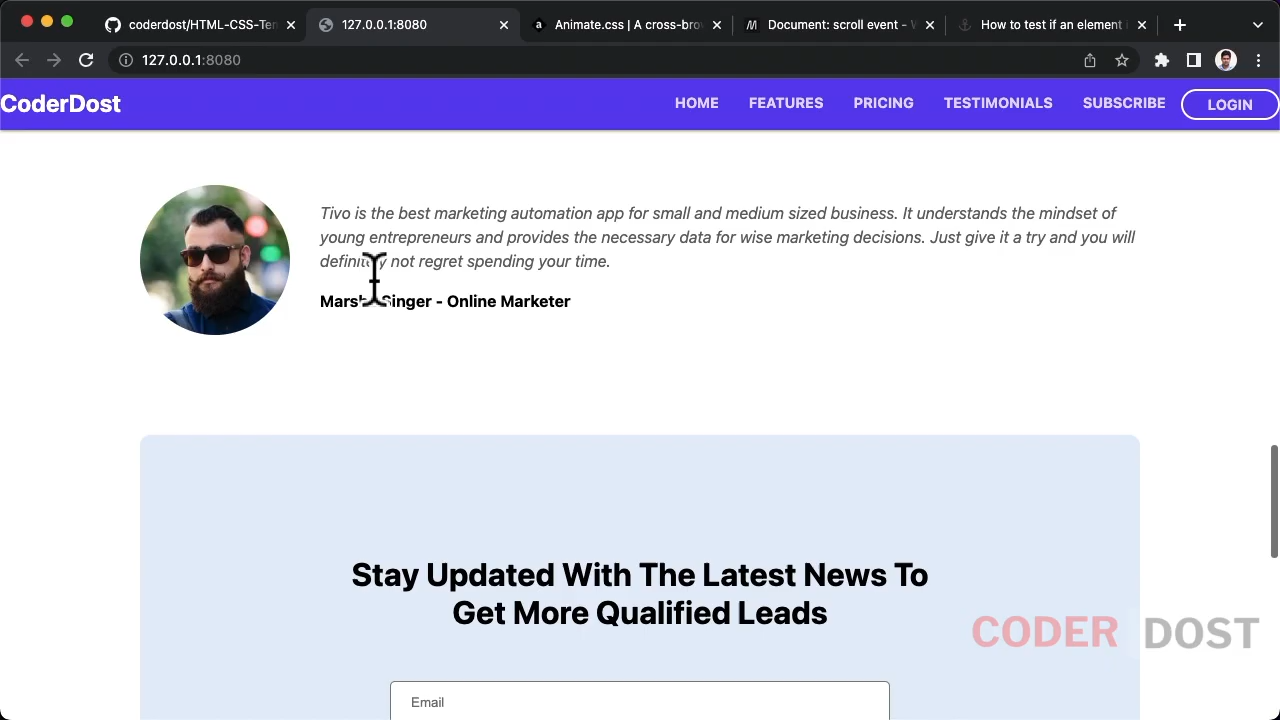 coderdost/HTML-CSS-Tem
127.0.0.1:8080
Animate.css | A cross-brow
Document: scroll event - W
How to test if an element i
127.0.0.1:8080
CoderDost
HOME
FEATURES
PRICING
TESTIMONIALS
SUBSCRIBE
LOGIN
Tivo is the best marketing automation app for small and medium sized business. It understands the mindset of
young entrepreneurs and provides the necessary data for wise marketing decisions. Just give it a try and you will
definitely not regret spending your time.
Singer - Online Marketer
Stay Updated With The Latest News To
Get More Qualified Leads
Email
CODER DOST